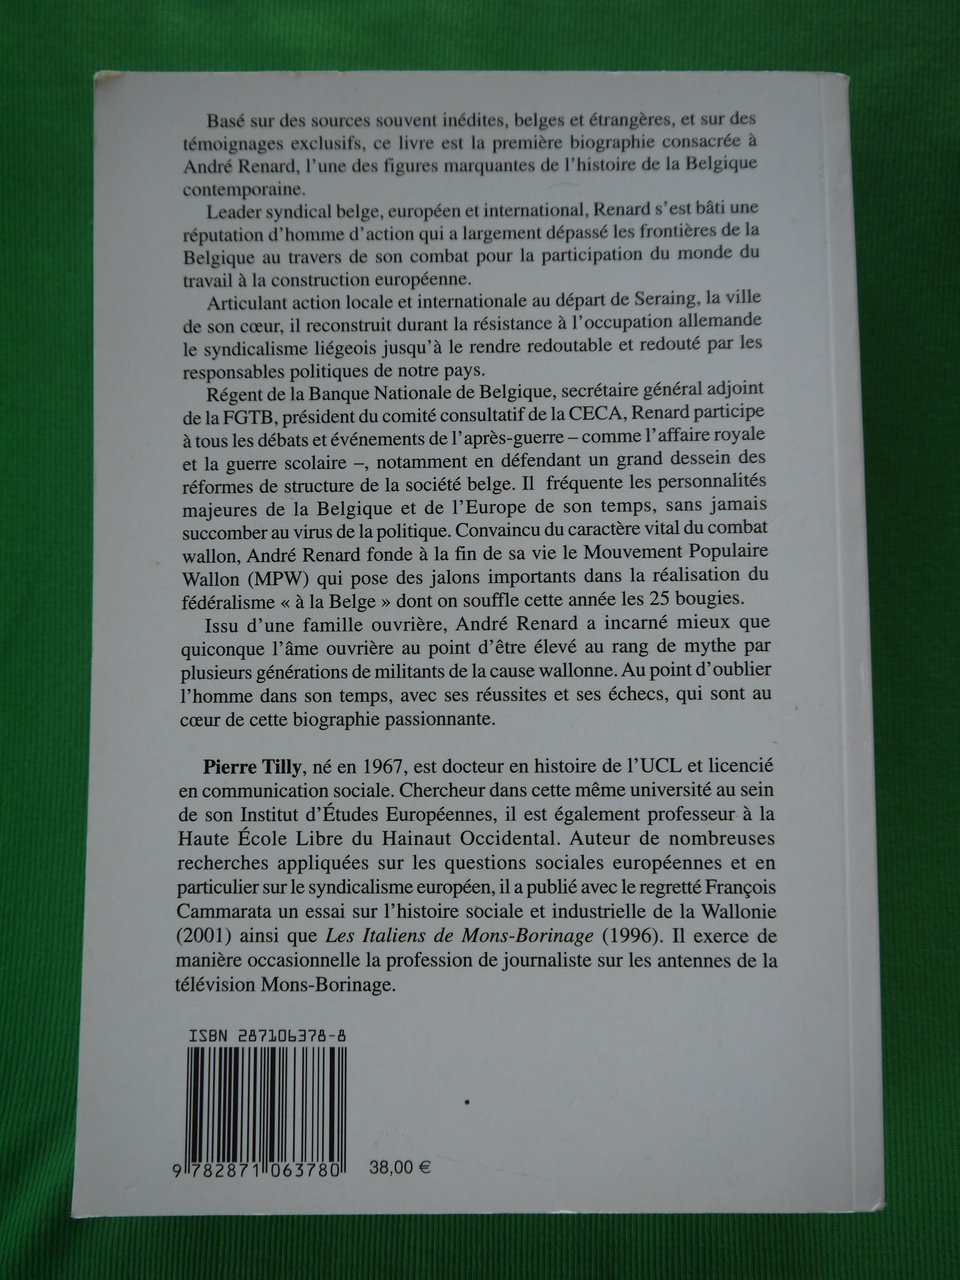 Basé sur des sources souvent inédites, belges et étrangères, et sur des
témoignages exclusifs, ce livre est la première biographie consacrée à
André Renard, l'une des figures marquantes de l'histoire de la Belgique
contemporaine.
Leader syndical belge, européen et international, Renard s'est bâti une
réputation d'homme d'action qui a largement dépassé les frontières de la
Belgique au travers de son combat pour la participation du monde du
travail à la construction européenne.
Articulant action locale et internationale au départ de Seraing, la ville
de son cœur, il reconstruit durant la résistance à l'occupation allemande
le syndicalisme liégeois jusqu'à le rendre redoutable et redouté par les
responsables politiques de notre pays.
Régent de la Banque Nationale de Belgique, secrétaire général adjoint
de la FGTB, président du comité consultatif de la CECA, Renard participe
à tous les débats et événements de l'après-guerre – comme l'affaire royale
et la guerre scolaire –, notamment en défendant un grand dessein des
réformes de structure de la société belge. Il fréquente les personnalités
majeures de la Belgique et de l'Europe de son temps, sans jamais
succomber au virus de la politique. Convaincu du caractère vital du combat
wallon, André Renard fonde à la fin de sa vie le Mouvement Populaire
Wallon (MPW) qui pose des jalons importants dans la réalisation du
fédéralisme « à la Belge » dont on souffle cette année les 25 bougies.
Issu d'une famille ouvrière, André Renard a incarné mieux que
quiconque l'âme ouvrière au point d'être élevé au rang de mythe par
plusieurs générations de militants de la cause wallonne. Au point d'oublier
l'homme dans son temps, avec ses réussites et ses échecs, qui sont au
cœur de cette biographie passionnante.
Pierre Tilly, né en 1967, est docteur en histoire de l'UCL et licencié
en communication sociale. Chercheur dans cette même université au sein
de son Institut d'Études Européennes, il est également professeur à la
Haute École Libre du Hainaut Occidental. Auteur de nombreuses
recherches appliquées sur les questions sociales européennes et en
particulier sur le syndicalisme européen, il a publié avec le regretté François
Cammarata un essai sur l'histoire sociale et industrielle de la Wallonie
(2001) ainsi que Les Italiens de Mons-Borinage (1996). Il exerce de
manière occasionnelle la profession de journaliste sur les antennes de la
télévision Mons-Borinage.
ISBN 287106378-8
9 782871 063780
38,00 €